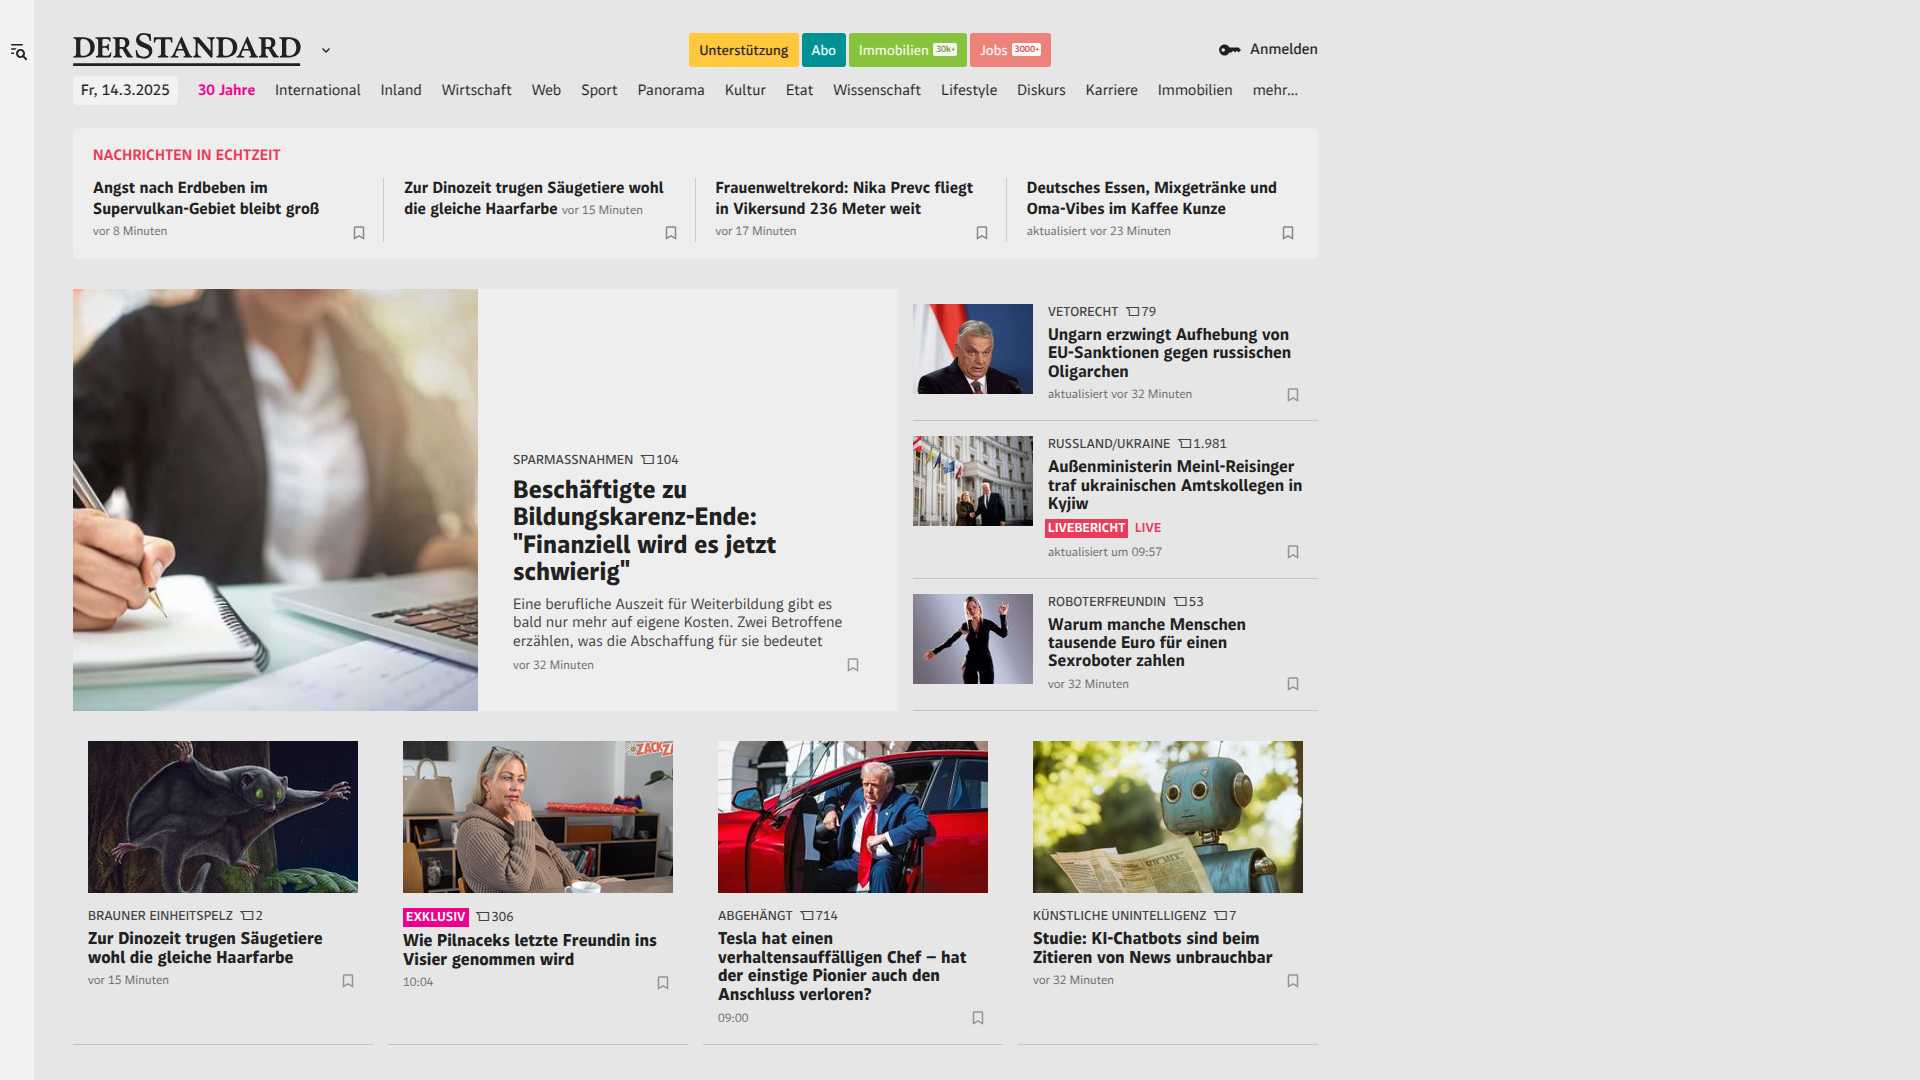 DERSTANDARD
Unterstützung
Abo
Immobilien 30k+
Jobs 3000+
Anmelden
Fr, 14.3.2025
30 Jahre
International
Inland
Wirtschaft
Web
Sport
Panorama
Kultur
Etat
Wissenschaft
Lifestyle
Diskurs
Karriere
Immobilien
mehr...
NACHRICHTEN IN ECHTZEIT
Angst nach Erdbeben im
Supervulkan-Gebiet bleibt groß
vor 8 Minuten
Zur Dinozeit trugen Säugetiere wohl
die gleiche Haarfarbe vor 15 Minuten
Frauenweltrekord: Nika Prevc fliegt
in Vikersund 236 Meter weit
vor 17 Minuten
Deutsches Essen, Mixgetränke und
Oma-Vibes im Kaffee Kunze
aktualisiert vor 23 Minuten
SPARMASSNAHMEN 104
Beschäftigte zu
Bildungskarenz-Ende:
"Finanziell wird es jetzt
schwierig"
Eine berufliche Auszeit für Weiterbildung gibt es
bald nur mehr auf eigene Kosten. Zwei Betroffene
erzählen, was die Abschaffung für sie bedeutet
vor 32 Minuten
VETORECHT 79
Ungarn erzwingt Aufhebung von
EU-Sanktionen gegen russischen
Oligarchen
aktualisiert vor 32 Minuten
RUSSLAND/UKRAINE 1.981
Außenministerin Meinl-Reisinger
traf ukrainischen Amtskollegen in
Kyjiw
LIVEBERICHT LIVE
aktualisiert um 09:57
ROBOTERFREUNDIN 53
Warum manche Menschen
tausende Euro für einen
Sexroboter zahlen
vor 32 Minuten
BRAUNER EINHEITSPELZ 2
Zur Dinozeit trugen Säugetiere
wohl die gleiche Haarfarbe
vor 15 Minuten
EXKLUSIV 306
Wie Pilnaceks letzte Freundin ins
Visier genommen wird
10:04
ABGEHÄNGT 714
Tesla hat einen
verhaltensauffälligen Chef – hat
der einstige Pionier auch den
Anschluss verloren?
09:00
KÜNSTLICHE UNINTELLIGENZ 7
Studie: KI-Chatbots sind beim
Zitieren von News unbrauchbar
vor 32 Minuten